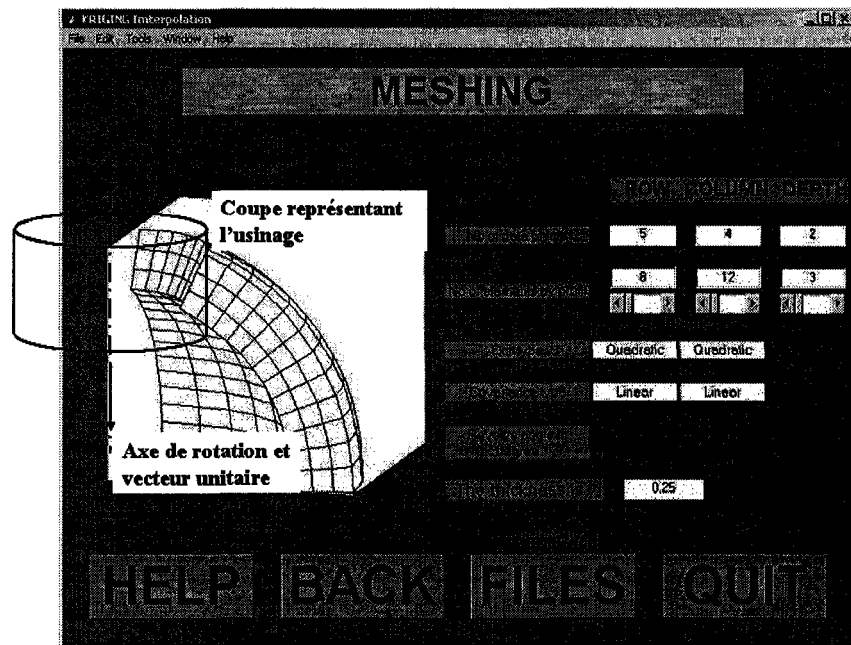 KRIGING Imterpolation
File Edit Tools Window Help
MESHING
ROW COLUMN DEPTH
Coupe représentant
l'usinage
5 4 2
8 12 3
Quadratic Quadratic
Linear Linear
Axe de rotation et
vecteur unitaire
0.25
HELP BACK FILES QUIT